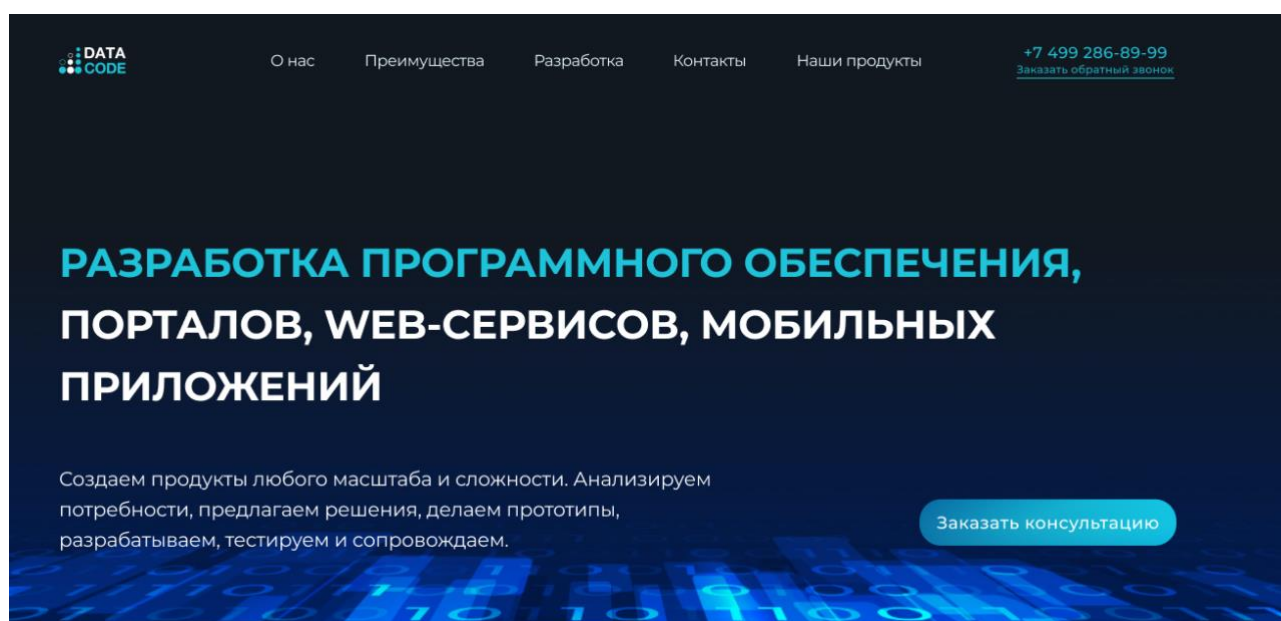 DATA
CODE
О нас
Преимущества
Разработка
Контакты
Наши продукты
+7 499 286-89-99
Заказать обратный звонок
РАЗРАБОТКА ПРОГРАММНОГО ОБЕСПЕЧЕНИЯ,
ПОРТАЛОВ, WEB-СЕРВИСОВ, МОБИЛЬНЫХ
ПРИЛОЖЕНИЙ
Создаем продукты любого масштаба и сложности. Анализируем
потребности, предлагаем решения, делаем прототипы,
разрабатываем, тестируем и сопровождаем.
Заказать консультацию